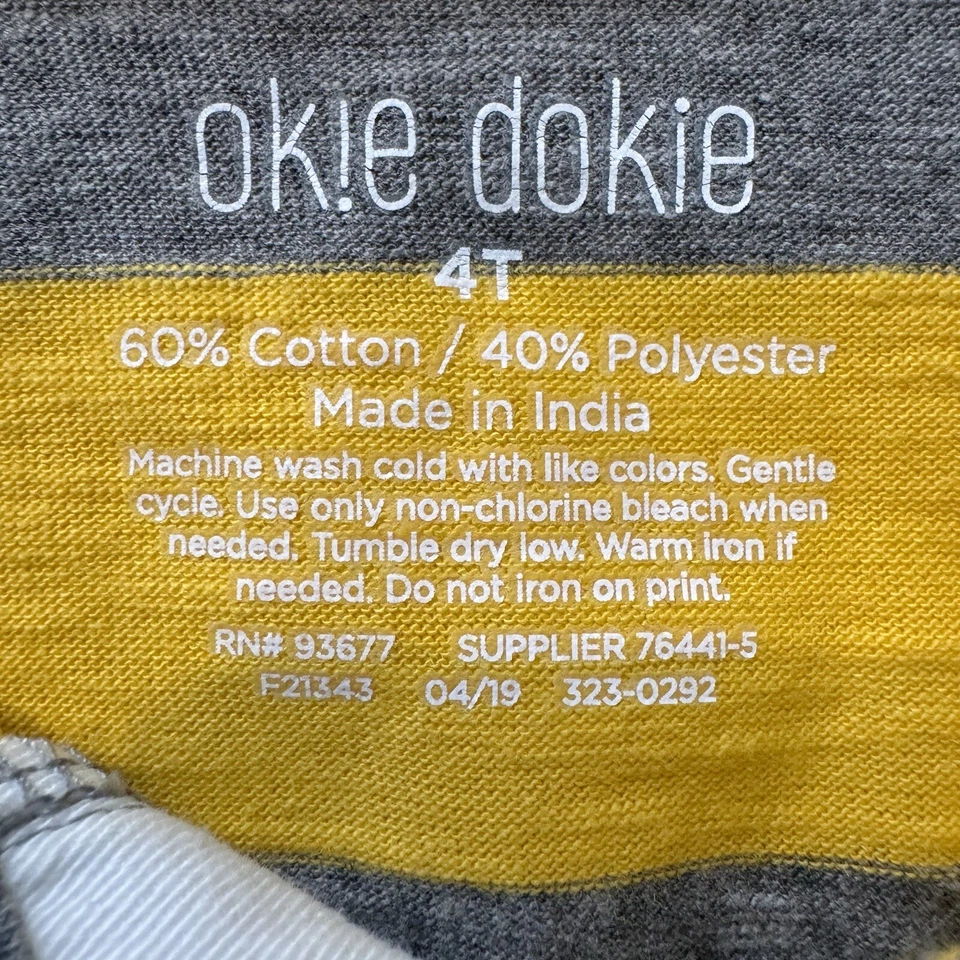 ok!e dokie
4T
60% Cotton / 40% Polyester
Made in India
Machine wash cold with like colors. Gentle
cycle. Use only non-chlorine bleach when
needed. Tumble dry low. Warm iron if
needed. Do not iron on print.
RN# 93677 SUPPLIER 76441-5
F21343 04/19 323-0292